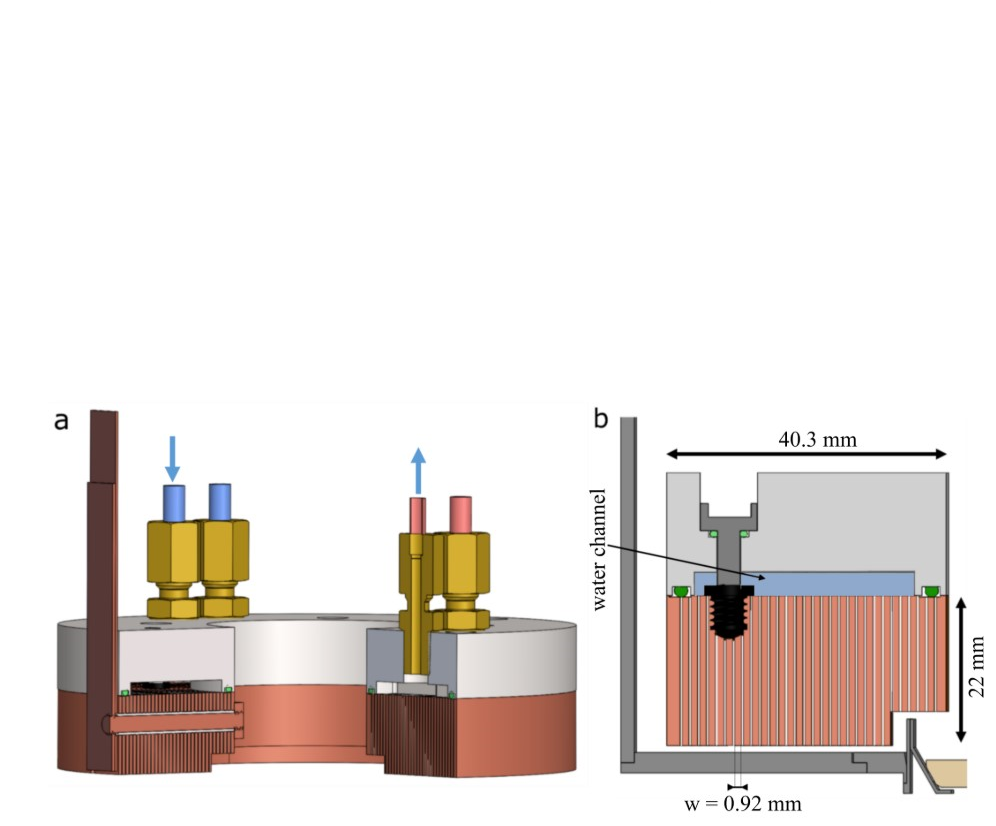 a
b
40.3 mm
water channel
22 mm
w = 0.92 mm